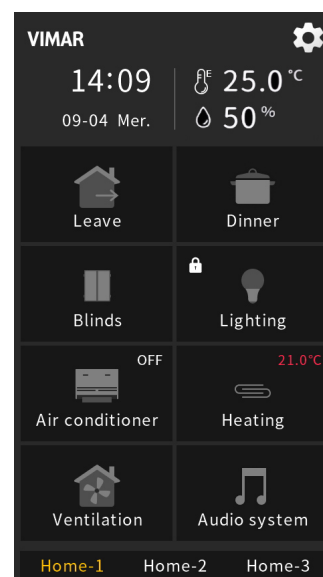 VIMAR
14:09
E 25.0 °C
09-04 Mer.
50 %
Leave
Dinner
Blinds
Lighting
OFF
21.0°C
Air conditioner
Heating
Ventilation
Audio system
Home-1
Home-2
Home-3